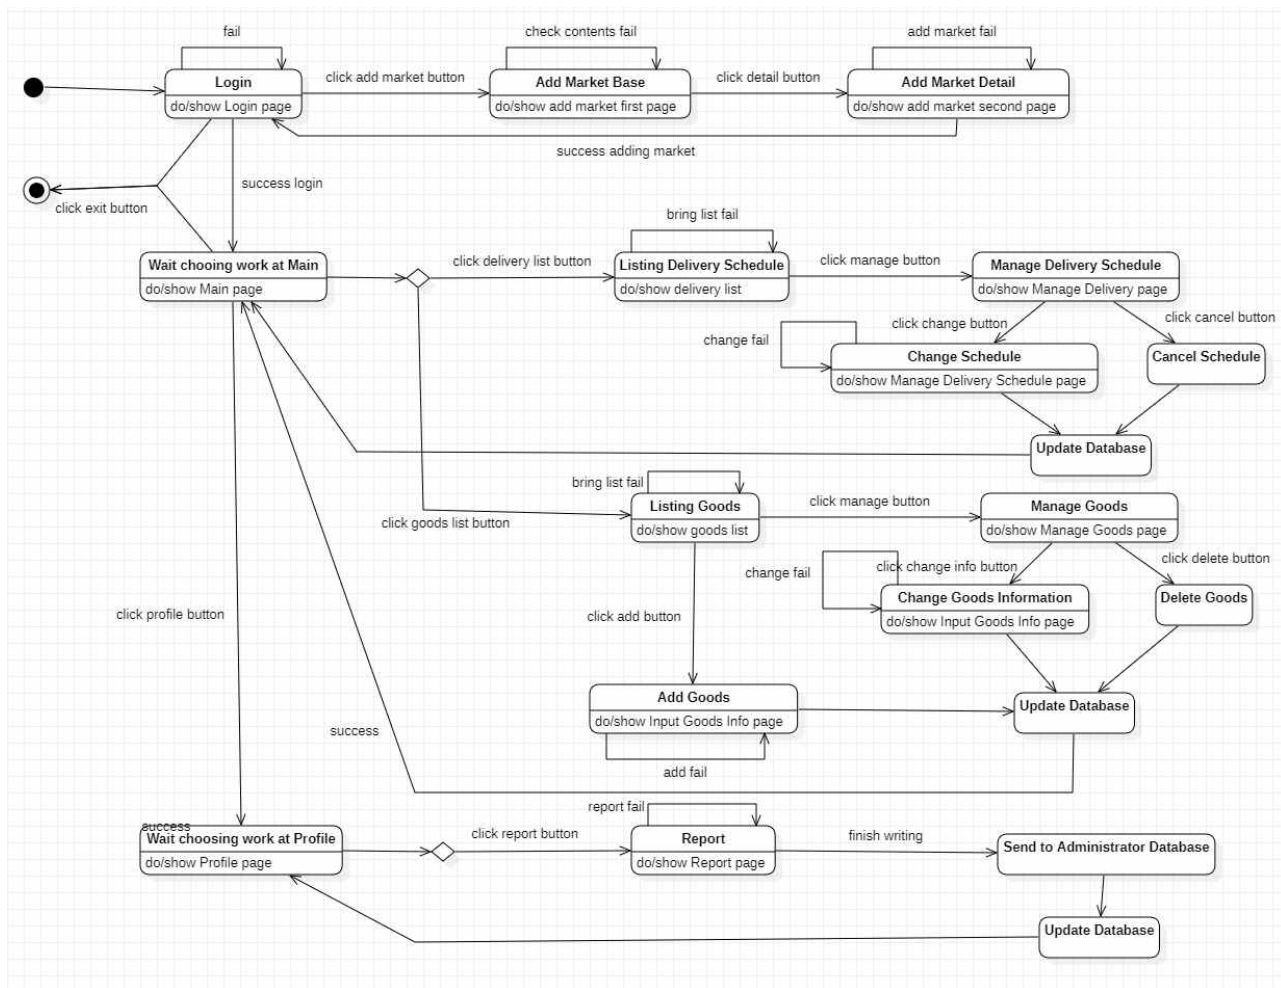 fail
check contents fail
add market fail
Login
do/show Login page
click add market button
Add Market Base
do/show add market first page
click detail button
Add Market Detail
do/show add market second page
success adding market
success login
click exit button
bring list fail
Wait chooing work at Main
do/show Main page
click delivery list button
Listing Delivery Schedule
do/show delivery list
click manage button
Manage Delivery Schedule
do/show Manage Delivery page
click change button
click cancel button
change fail
Change Schedule
do/show Manage Delivery Schedule page
Cancel Schedule
Update Database
bring list fail
click goods list button
Listing Goods
do/show goods list
click manage button
Manage Goods
do/show Manage Goods page
click change info button
click delete button
change fail
Change Goods Information
do/show Input Goods Info page
Delete Goods
click profile button
click add button
Add Goods
do/show Input Goods Info page
Update Database
success
add fail
report fail
success
Wait choosing work at Profile
do/show Profile page
click report button
Report
do/show Report page
finish writing
Send to Administrator Database
Update Database